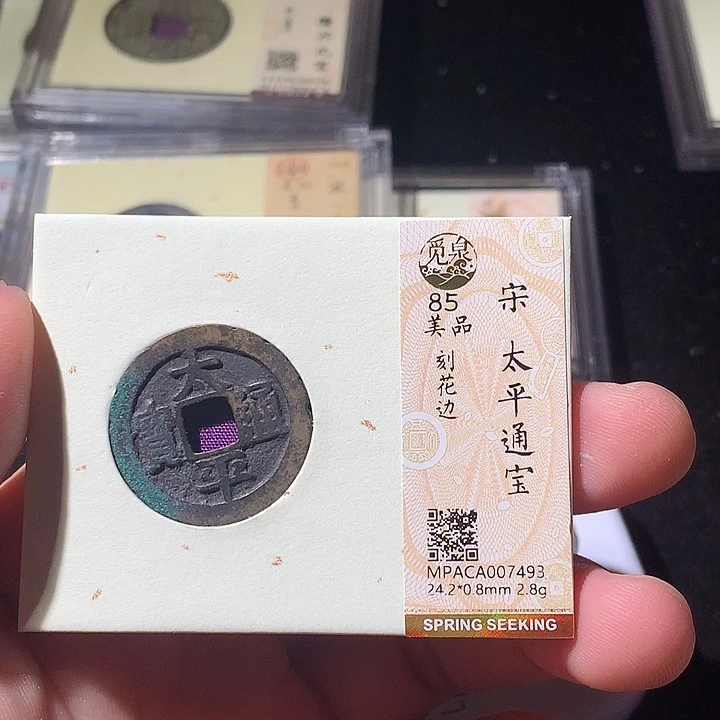 太平通寶
觅泉
85
美品
刻花边
宋 太平通宝
MPACA007493
24.2*0.8mm 2.8g
SPRING SEEKING